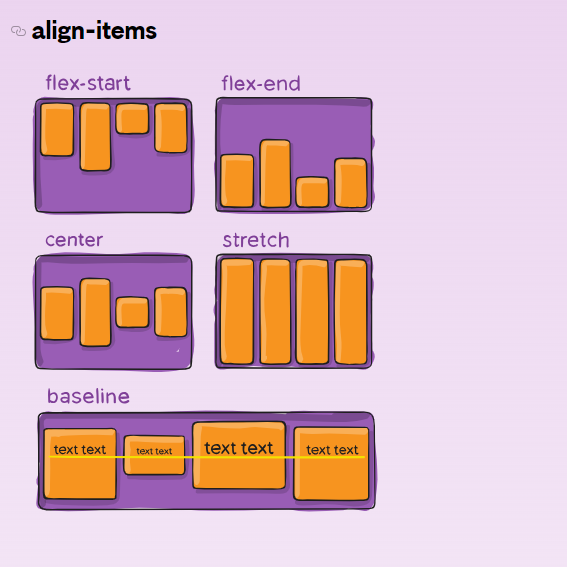 align-items
flex-start
flex-end
center
stretch
baseline
text text
text text
text text
text text